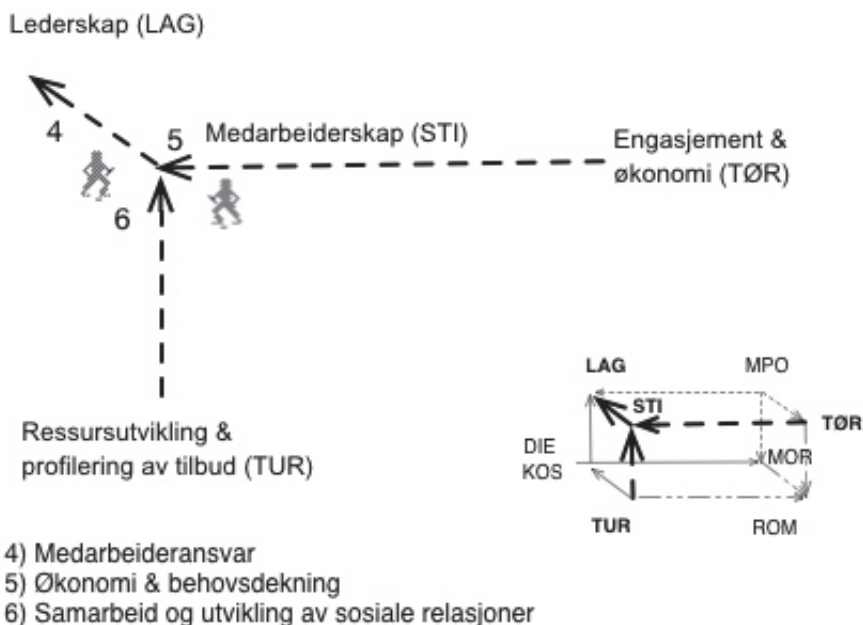 Lederskap (LAG)
4
5
Medarbeiderskap (STI)
Engasjement &
økonomi (TØR)
6
Ressursutvikling &
profilering av tilbud (TUR)
LAG
MPO
STI
TØR
DIE
KOS
MOR
TUR
ROM
4) Medarbeideransvar
5) Økonomi & behovsdekning
6) Samarbeid og utvikling av sosiale relasjoner